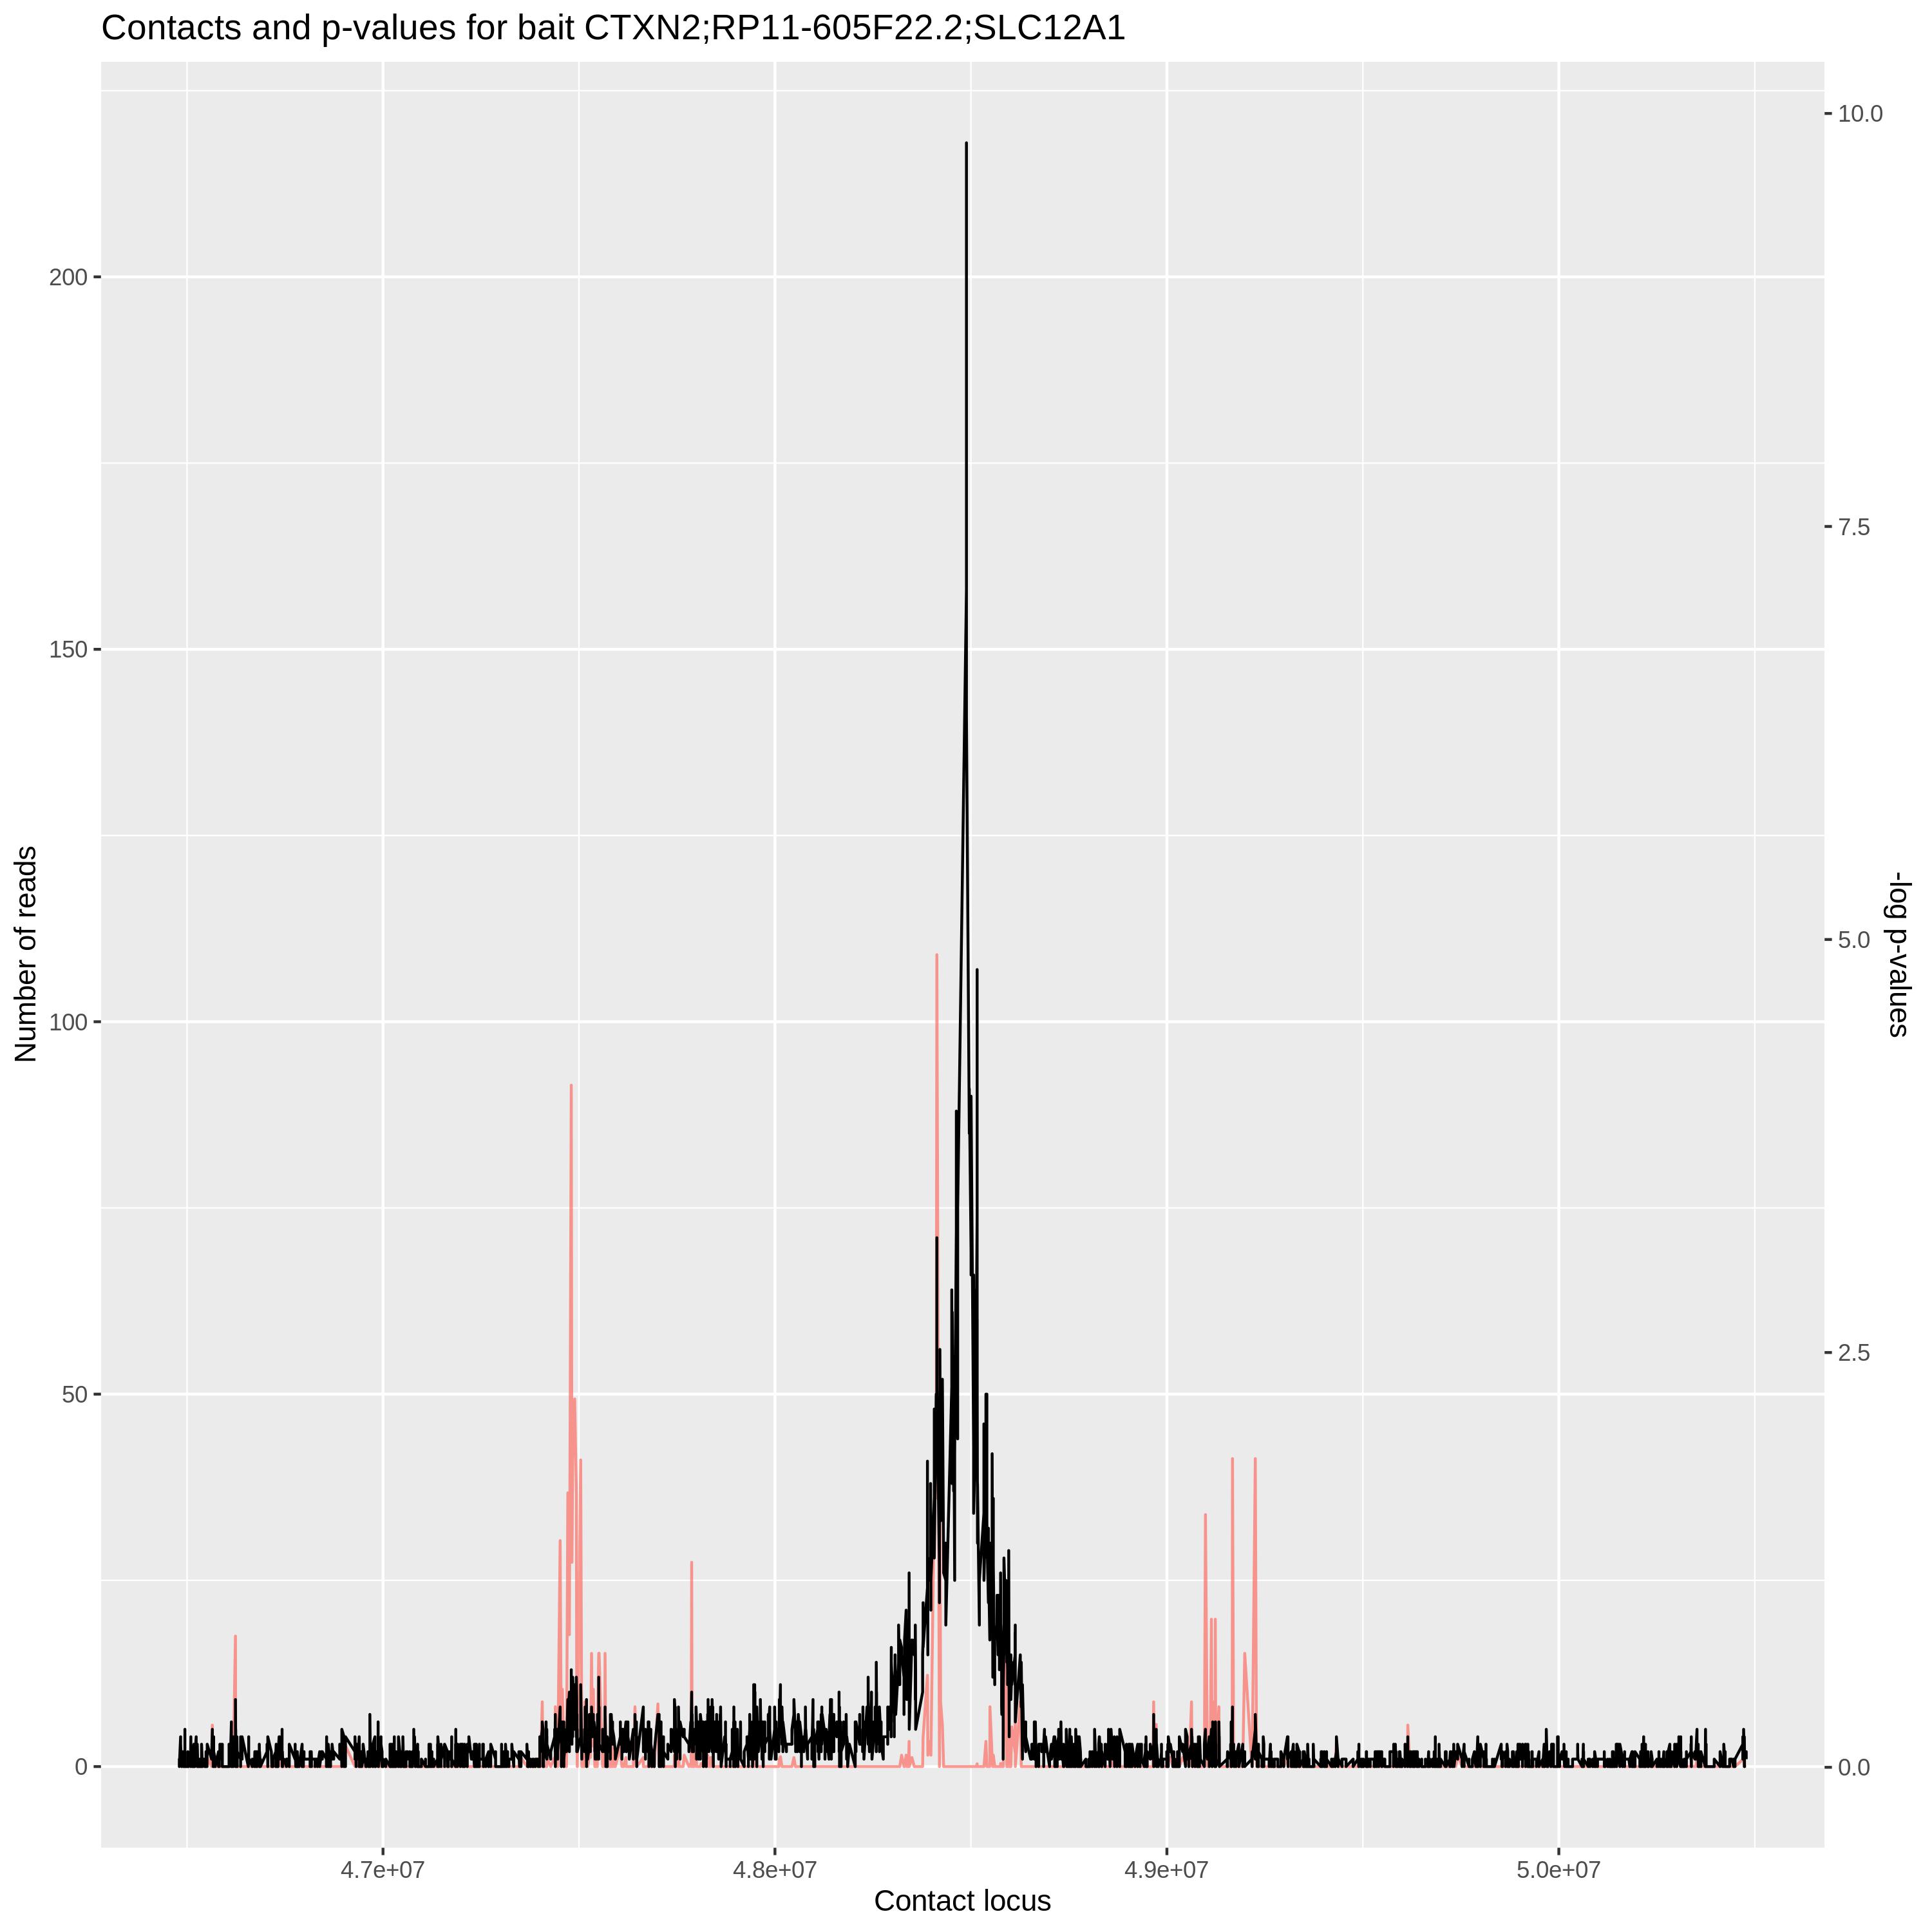 Contacts and p-values for bait CTXN2;RP11-605F22.2;SLC12A1
Number of reads
200
150
100
50
0
10.0
7.5
5.0
2.5
0.0
-log p-values
4.7e+07
4.8e+07
4.9e+07
5.0e+07
Contact locus